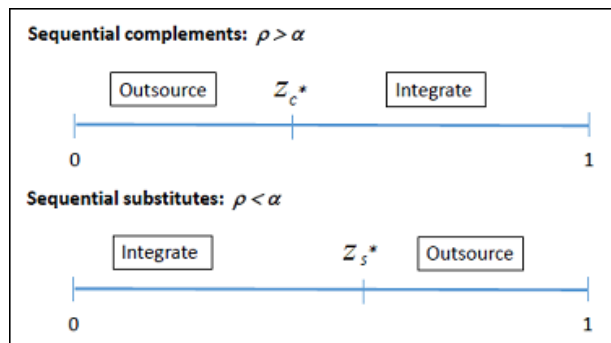 Sequential complements: ρ > α
Outsource z_c* Integrate
0 1
Sequential substitutes: ρ < α
Integrate z_s* Outsource
0 1